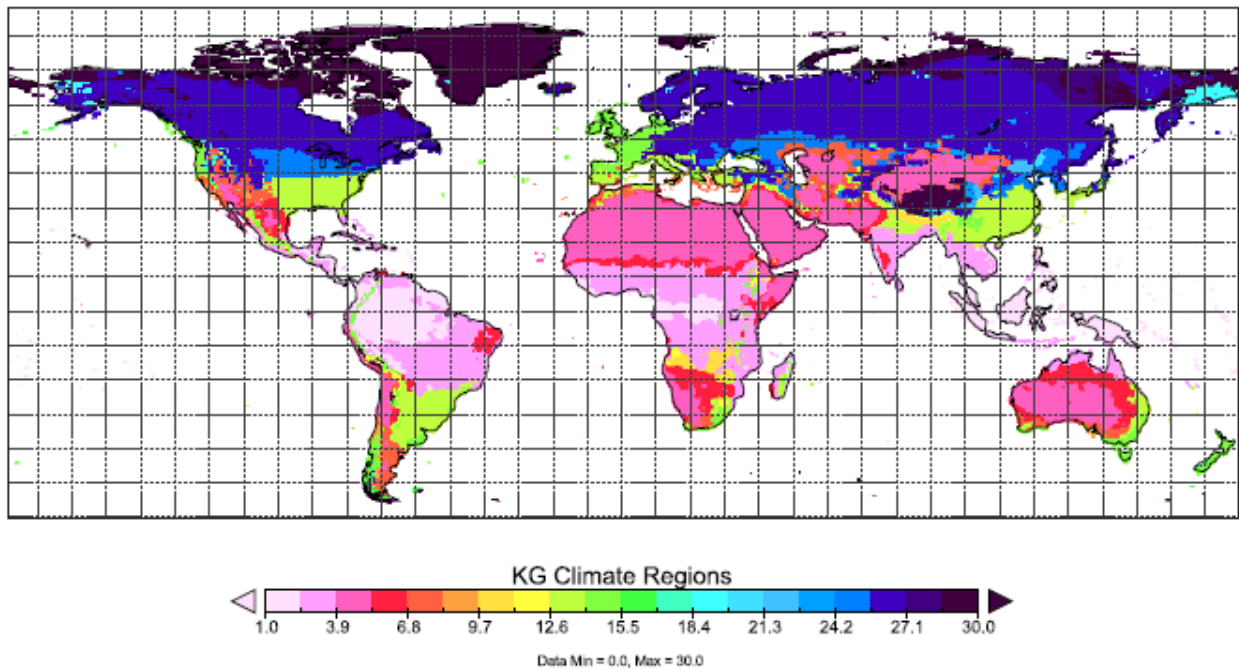 KG Climate Regions
1.0 3.9 6.8 9.7 12.6 15.5 18.4 21.3 24.2 27.1 30.0
Data Min = 0.0, Max = 30.0